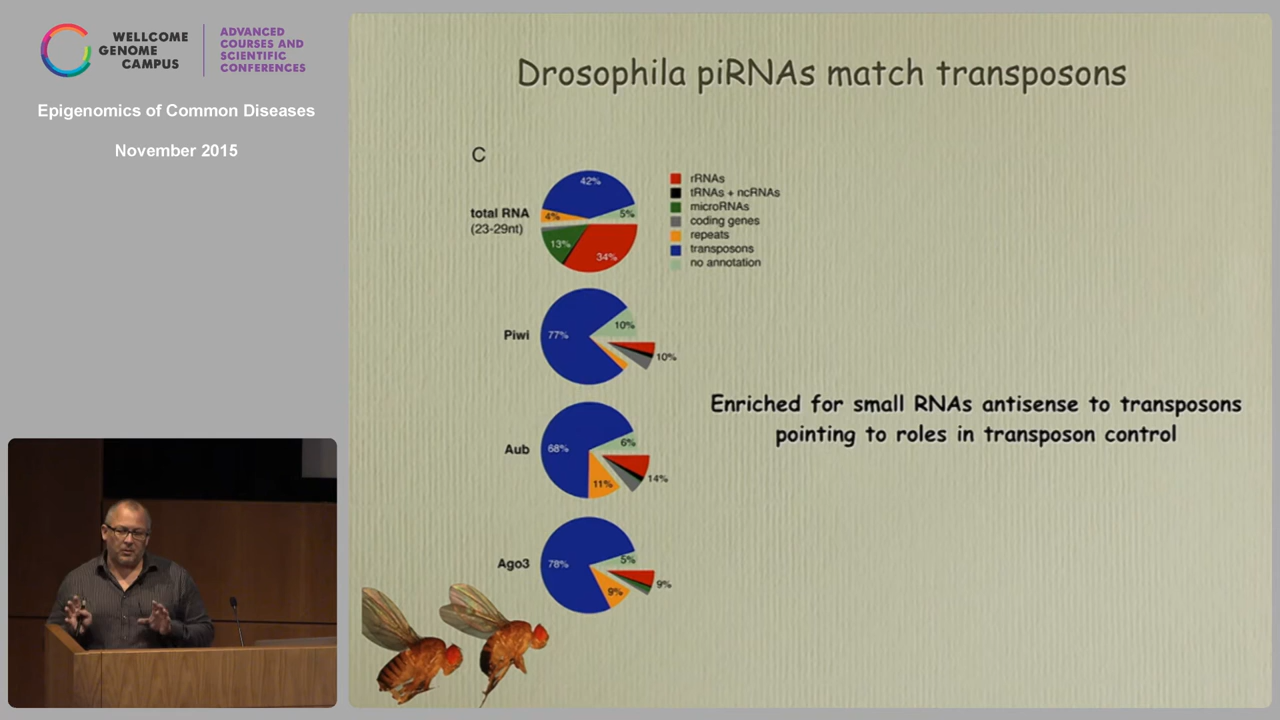 WELLCOME
GENOME
CAMPUS
ADVANCED
COURSES AND
SCIENTIFIC
CONFERENCES
Epigenomics of Common Diseases
November 2015
Drosophila piRNAs match transposons
C
total RNA
(23-29nt)
42%
4%
5%
13%
34%
rRNAs
tRNAs + ncRNAs
microRNAs
coding genes
repeats
transposons
no annotation
Piwi
77%
10%
10%
Aub
68%
6%
11%
14%
Ago3
78%
5%
9%
9%
Enriched for small RNAs antisense to transposons
pointing to roles in transposon control